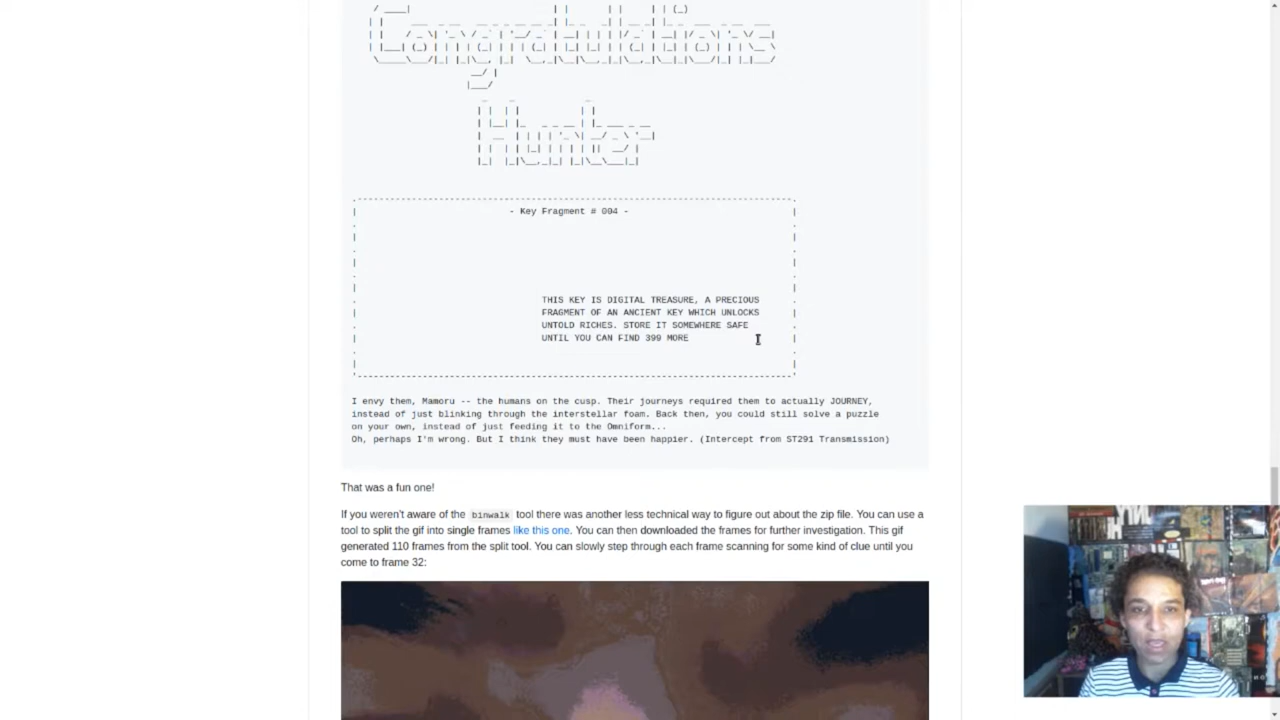 Congratulations
Hunter
- Key Fragment # 004 -
THIS KEY IS DIGITAL TREASURE, A PRECIOUS
FRAGMENT OF AN ANCIENT KEY WHICH UNLOCKS
UNTOLD RICHES. STORE IT SOMEWHERE SAFE
UNTIL YOU CAN FIND 399 MORE
I envy them, Mamoru -- the humans on the cusp. Their journeys required them to actually JOURNEY,
instead of just blinking through the interstellar foam. Back then, you could still solve a puzzle
on your own, instead of just feeding it to the Omniform...
Oh, perhaps I'm wrong. But I think they must have been happier. (Intercept from ST291 Transmission)
That was a fun one!
If you weren't aware of the binwalk tool there was another less technical way to figure out about the zip file. You can use a
tool to split the gif into single frames like this one. You can then downloaded the frames for further investigation. This gif
generated 110 frames from the split tool. You can slowly step through each frame scanning for some kind of clue until you
come to frame 32: